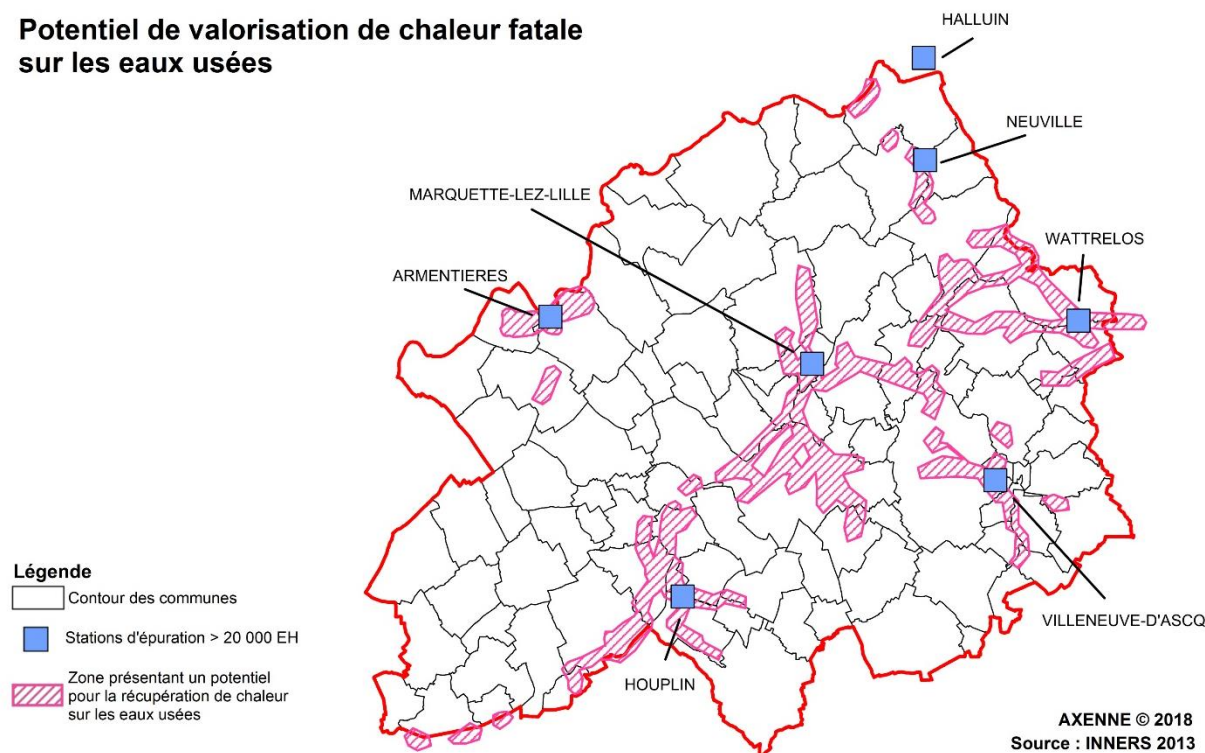 Potentiel de valorisation de chaleur fatale
sur les eaux usées
HALLUIN
NEUVILLE
MARQUETTE-LEZ-LILLE
WATTRELOS
ARMENTIERES
VILLENEUVE-D'ASCQ
HOUPLIN
Légende
Contour des communes
Stations d'épuration > 20 000 EH
Zone présentant un potentiel
pour la récupération de chaleur
sur les eaux usées
AXENNE © 2018
Source : INNERS 2013